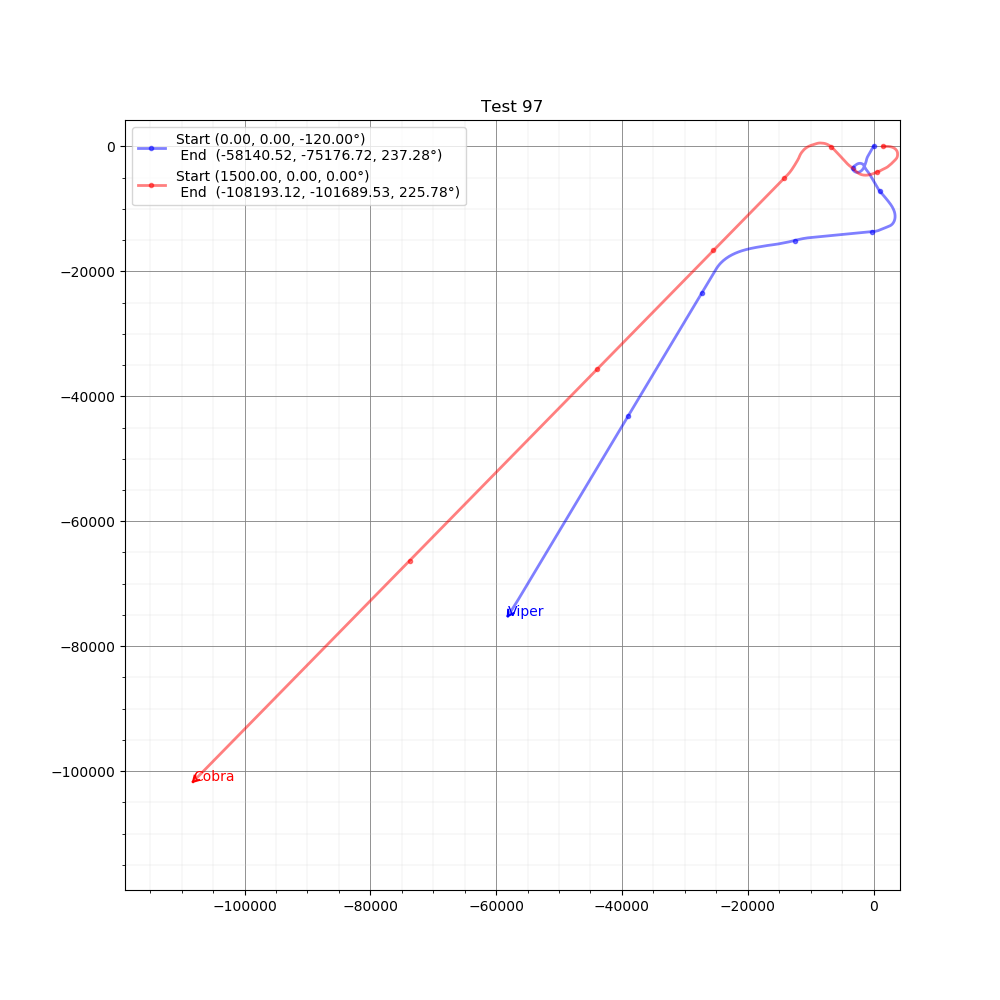 Test 97
Start (0.00, 0.00, -120.00°)
End (-58140.52, -75176.72, 237.28°)
Start (1500.00, 0.00, 0.00°)
End (-108193.12, -101689.53, 225.78°)
0
−20000
−40000
−60000
−80000
−100000
Viper
Cobra
−100000 −80000 −60000 −40000 −20000 0